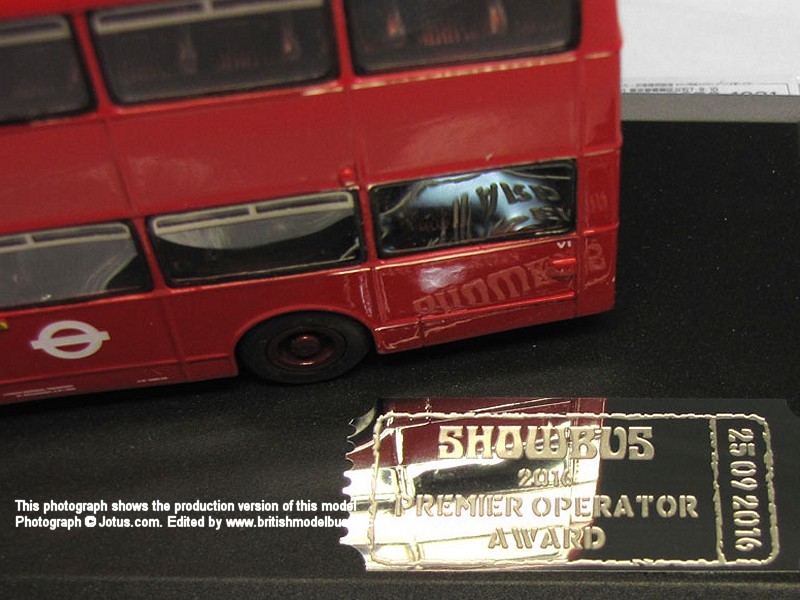 V1
SHOWBUS
2016
PREMIER OPERATOR
AWARD
25 09 2016
This photograph shows the production version of this model
Photograph © Jotus.com. Edited by www.britishmodelbus